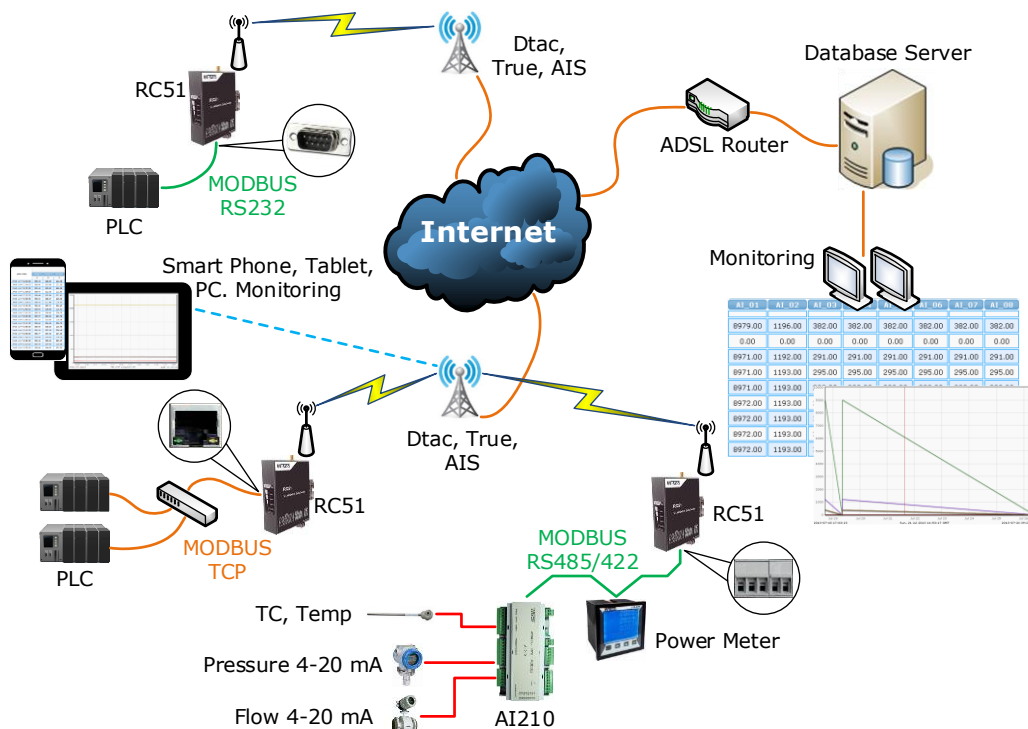 Dtac,
True, AIS
Database Server
RC51
ADSL Router
MODBUS
RS232
PLC
Internet
Smart Phone, Tablet,
PC. Monitoring
Monitoring
AI_01 AI_02 AI_03 AI_06 AI_07 AI_08
8979.00 1196.00 382.00 382.00 382.00 382.00 382.00 382.00
0.00 0.00 0.00 0.00 0.00 0.00 0.00 0.00
8971.00 1192.00 291.00 291.00 291.00 291.00 291.00 291.00
8971.00 1193.00 295.00 295.00 295.00 295.00 295.00 295.00
8971.00 1193.00
8972.00 1193.00
8972.00 1193.00
8972.00 1193.00
8972.00 1193.00
Dtac, True,
AIS
RC51
RC51
MODBUS
TCP
PLC
MODBUS
RS485/422
TC, Temp
Power Meter
Pressure 4-20 mA
Flow 4-20 mA
AI210